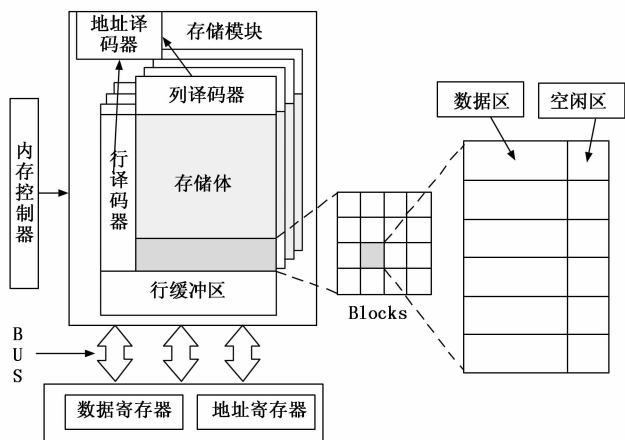 地址译
码器
存储模块
列译码器
内存控制器
行译码器
存储体
行缓冲区
数据区
空闲区
Blocks
BUS
数据寄存器
地址寄存器